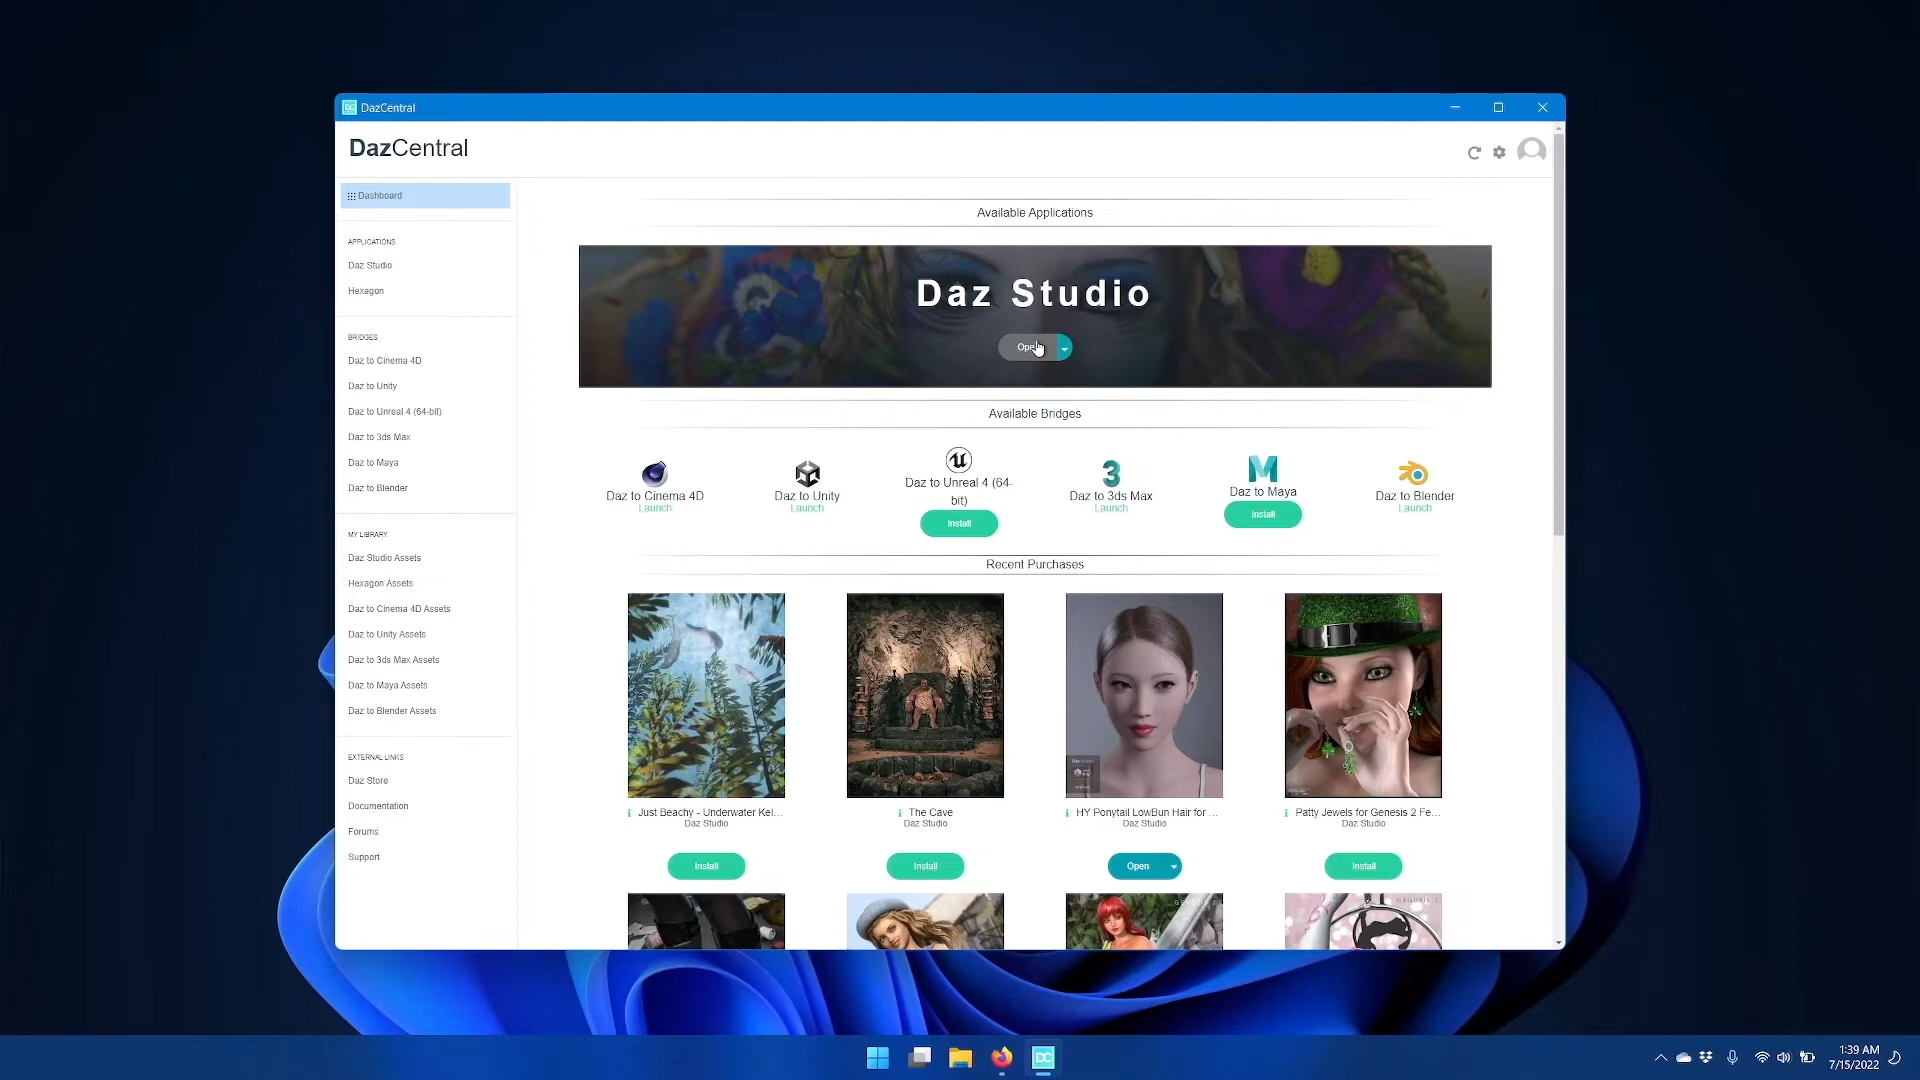 DazCentral
DazCentral
Dashboard
APPLICATIONS
Daz Studio
Hexagon
BRIDGES
Daz to Cinema 4D
Daz to Unity
Daz to Unreal 4 (64-bit)
Daz to 3ds Max
Daz to Maya
Daz to Blender
MY LIBRARY
Daz Studio Assets
Hexagon Assets
Daz to Cinema 4D Assets
Daz to Unity Assets
Daz to 3ds Max Assets
Daz to Maya Assets
Daz to Blender Assets
EXTERNAL LINKS
Daz Store
Documentation
Forums
Support
Available Applications
Daz Studio
Open
Available Bridges
Daz to Cinema 4D
Launch
Daz to Unity
Launch
Daz to Unreal 4 (64-
bit)
Install
Daz to 3ds Max
Launch
Daz to Maya
Install
Daz to Blender
Launch
Recent Purchases
Just Beachy - Underwater Kel...
Daz Studio
Install
The Cave
Daz Studio
Install
HY Ponytail LowBun Hair for ...
Daz Studio
Open
Patty Jewels for Genesis 2 Fe...
Daz Studio
Install
GENESIS 2
GENESIS 2
DC
1:39 AM
7/15/2022